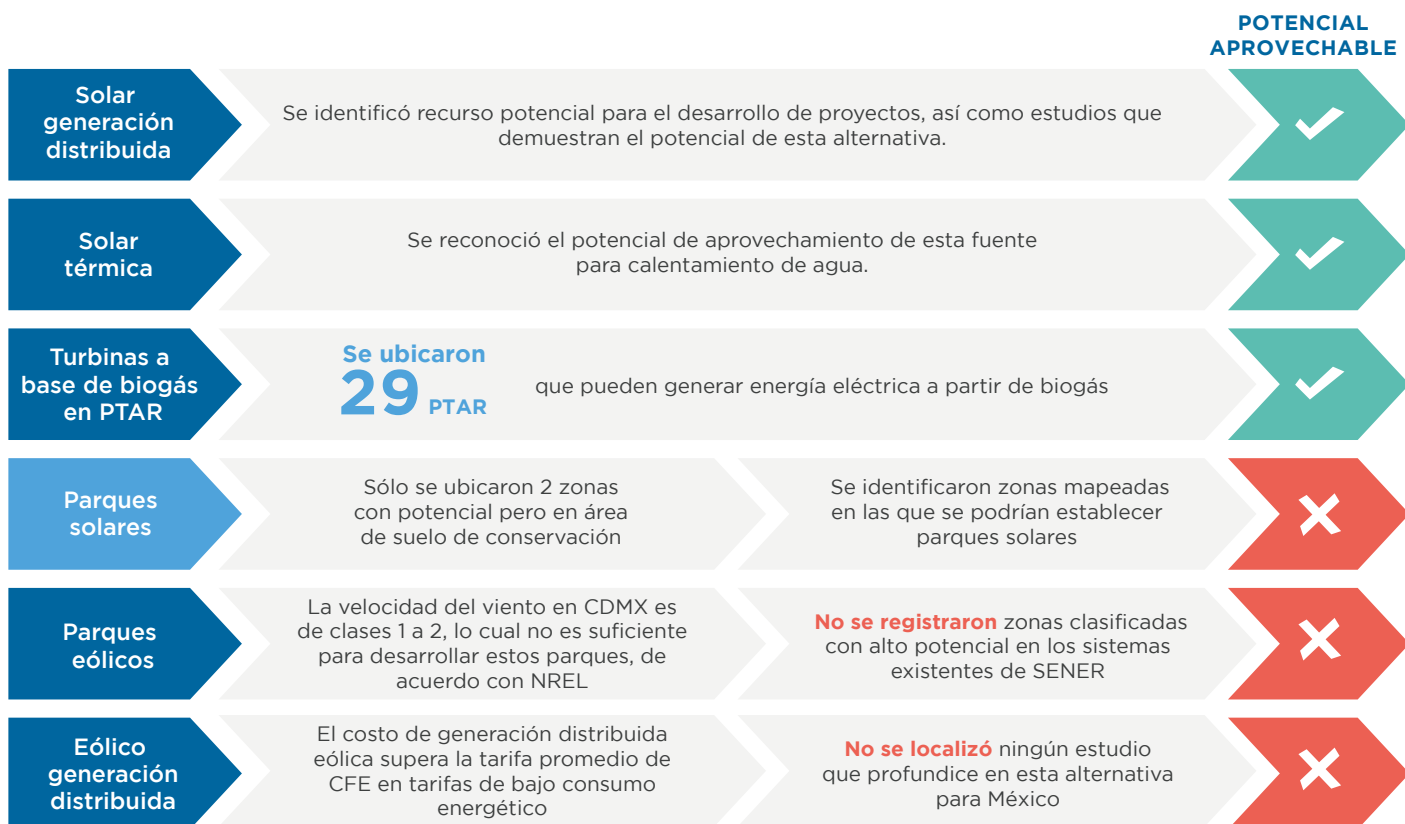 POTENCIAL
APROVECHABLE
Solar
generación
distribuida
Se identificó recurso potencial para el desarrollo de proyectos, así como estudios que
demuestran el potencial de esta alternativa.
Solar
térmica
Se reconoció el potencial de aprovechamiento de esta fuente
para calentamiento de agua.
Turbinas a
base de biogás
en PTAR
Se ubicaron
29 PTAR
que pueden generar energía eléctrica a partir de biogás
Parques
solares
Sólo se ubicaron 2 zonas
con potencial pero en área
de suelo de conservación
Se identificaron zonas mapeadas
en las que se podrían establecer
parques solares
Parques
eólicos
La velocidad del viento en CDMX es
de clases 1 a 2, lo cual no es suficiente
para desarrollar estos parques, de
acuerdo con NREL
No se registraron zonas clasificadas
con alto potencial en los sistemas
existentes de SENER
Eólico
generación
distribuida
El costo de generación distribuida
eólica supera la tarifa promedio de
CFE en tarifas de bajo consumo
energético
No se localizó ningún estudio
que profundice en esta alternativa
para México